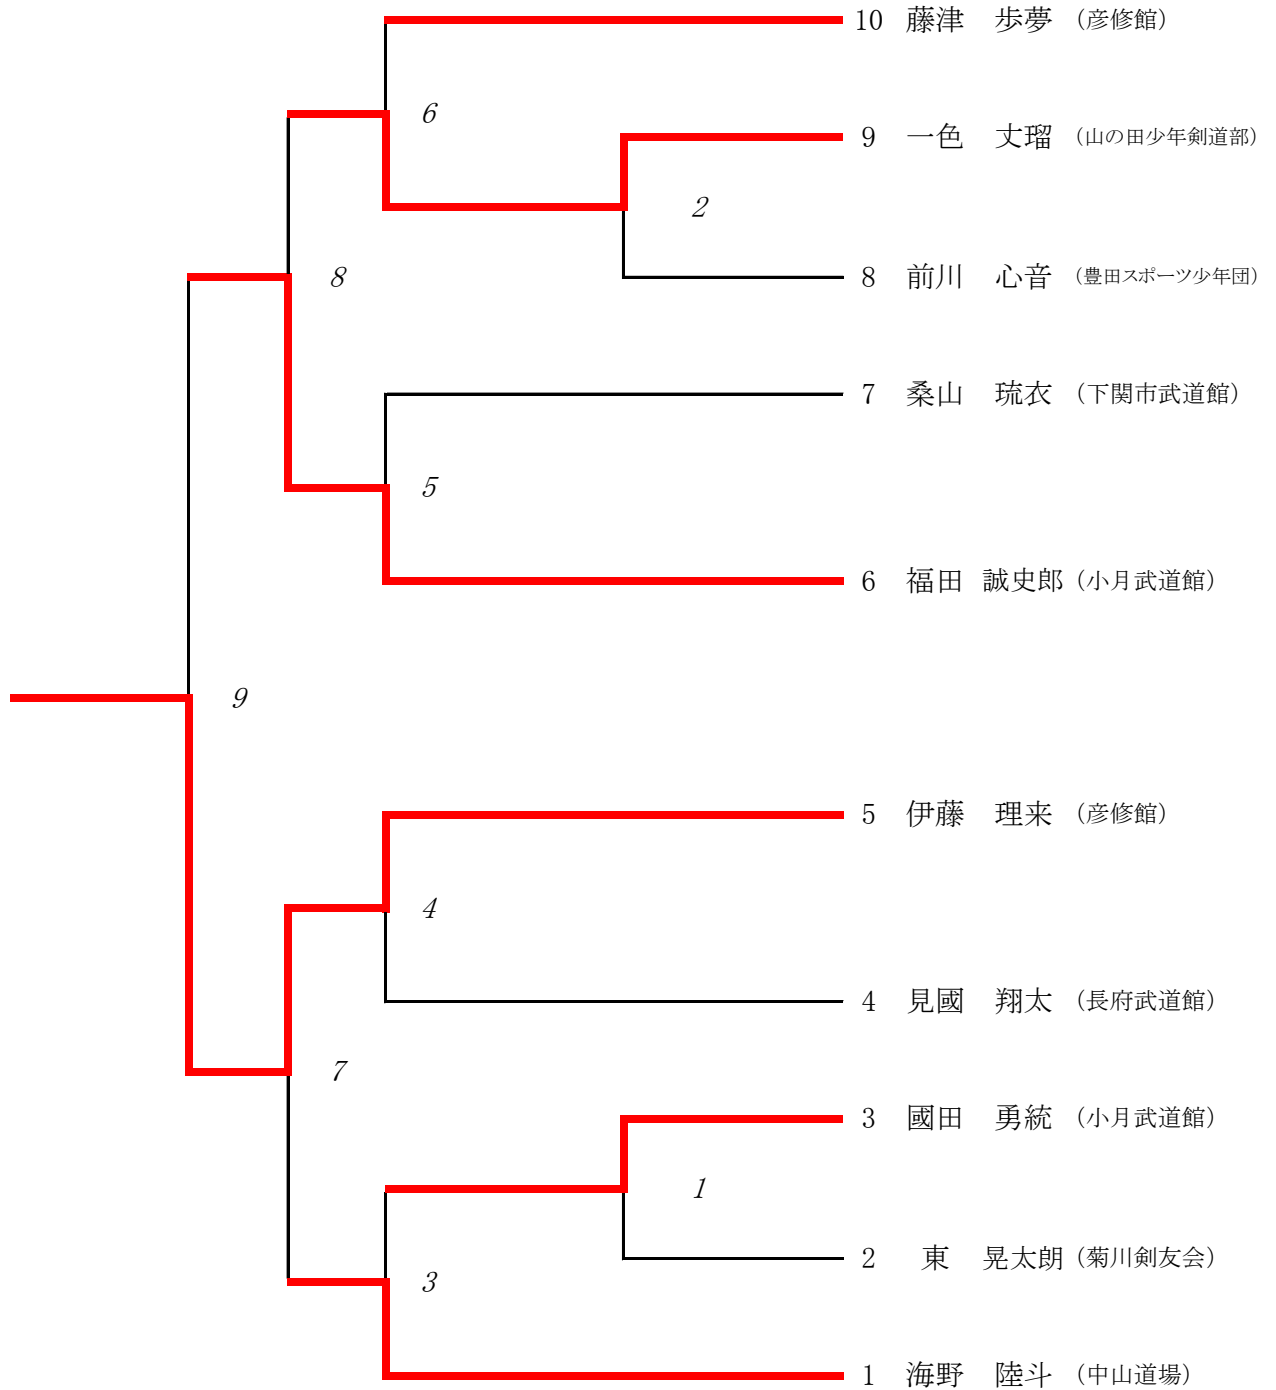 10 藤津 歩夢 (彦修館)
6
9 一色 丈瑠 (山の田少年剣道部)
2
8 前川 心音 (豊田スポーツ少年団)
8
7 桑山 琉衣 (下関市武道館)
5
6 福田 誠史郎 (小月武道館)
9
5 伊藤 理来 (彦修館)
4
4 見國 翔太 (長府武道館)
7
3 國田 勇統 (小月武道館)
1
2 東 晃太朗 (菊川剣友会)
3
1 海野 陸斗 (中山道場)